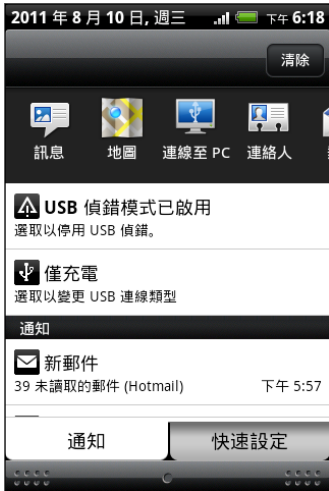 2011 年 8 月 10 日, 週三 下午 6:18
清除
訊息 地圖 連線至 PC 連絡人
USB 偵錯模式已啟用
選取以停用 USB 偵錯。
僅充電
選取以變更 USB 連線類型
通知
新郵件
39 未讀取的郵件 (Hotmail) 下午 5:57
通知 快速設定